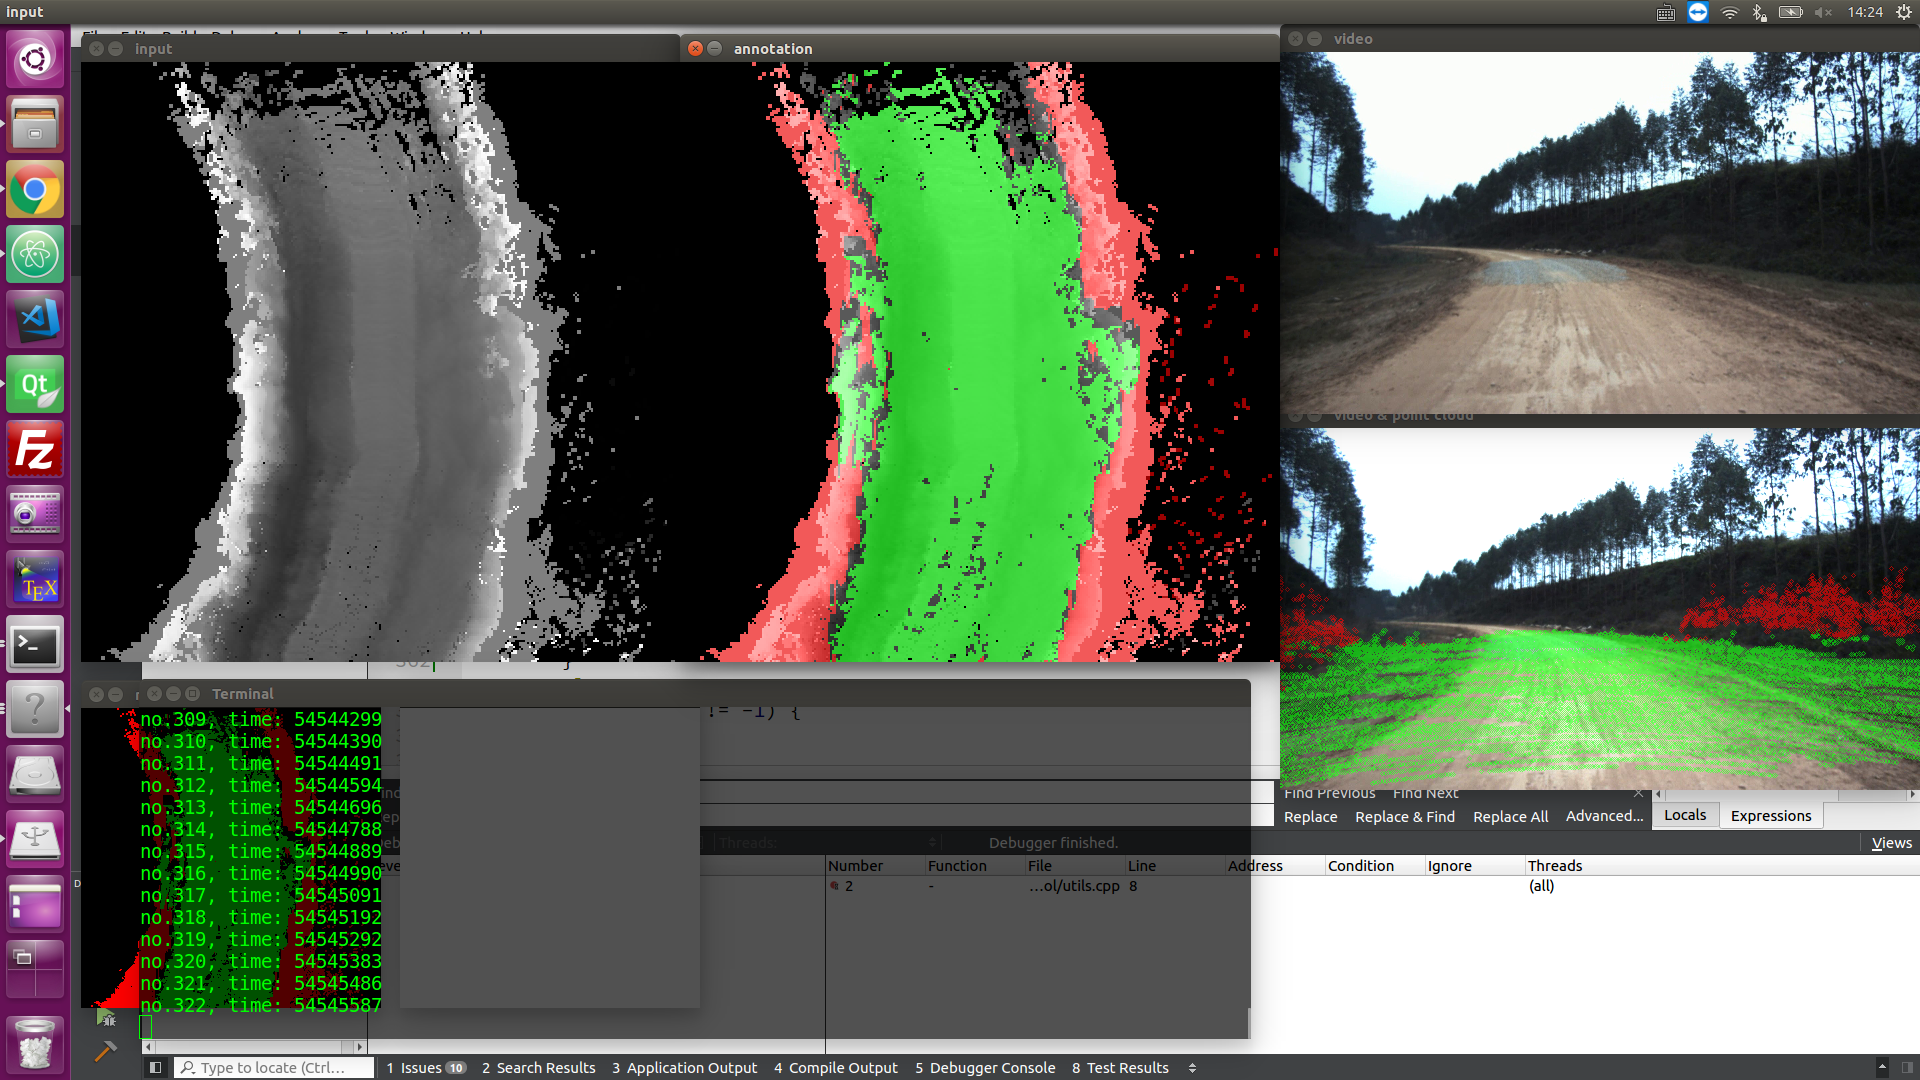 input
14:24
input
annotation
video
video & point cloud
Terminal
no.309, time: 54544299
no.310, time: 54544390
no.311, time: 54544491
no.312, time: 54544594
no.313, time: 54544696
no.314, time: 54544788
no.315, time: 54544889
no.316, time: 54544990
no.317, time: 54545091
no.318, time: 54545192
no.319, time: 54545292
no.320, time: 54545383
no.321, time: 54545486
no.322, time: 54545587
!= -1) {
Find Previous Find Next
Replace Replace & Find Replace All Advanced...
Locals Expressions
Threads: Debugger finished.
Views
Number Function File Line Address Condition Ignore Threads
2 - ...ol/utils.cpp 8 (all)
Qt
FZ
TEX
Type to locate (Ctrl...
1 Issues 10 2 Search Results 3 Application Output 4 Compile Output 5 Debugger Console 8 Test Results